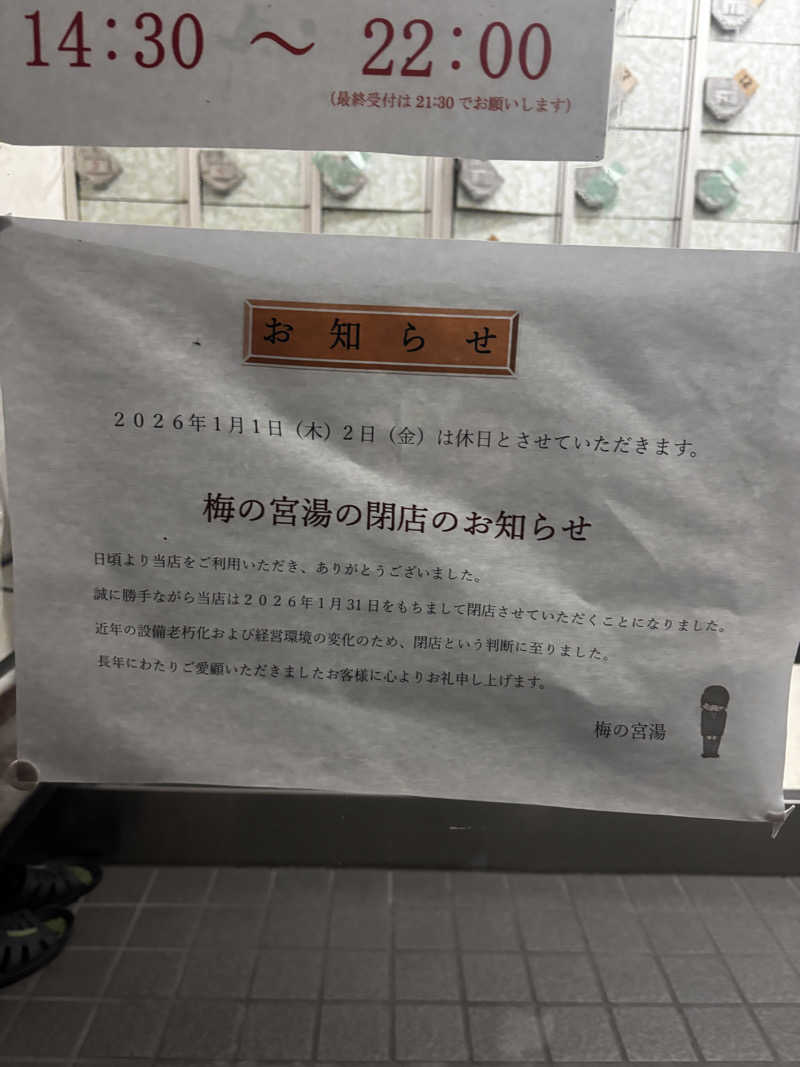 14:30 ～ 22:00
（最終受付は 21:30 でお願いします）
7
12
お知らせ
２０２６年１月１日（木）２日（金）は休日とさせていただきます。
梅の宮湯の閉店のお知らせ
日頃より当店をご利用いただき、ありがとうございました。
誠に勝手ながら当店は２０２６年１月 31 日をもちまして閉店させていただくことになりました。
近年の設備老朽化および経営環境の変化のため、閉店という判断に至りました。
長年にわたりご愛顧いただきましたお客様に心よりお礼申し上げます。
梅の宮湯